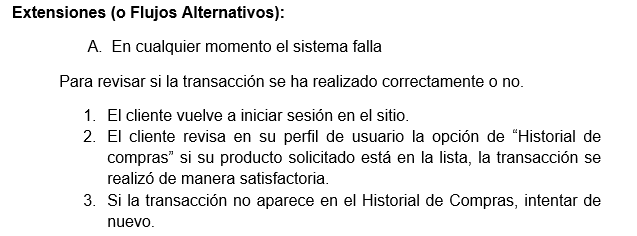 Extensiones (o Flujos Alternativos):
A. En cualquier momento el sistema falla
Para revisar si la transacción se ha realizado correctamente o no.
1. El cliente vuelve a iniciar sesión en el sitio.
2. El cliente revisa en su perfil de usuario la opción de “Historial de
compras” si su producto solicitado está en la lista, la transacción se
realizó de manera satisfactoria.
3. Si la transacción no aparece en el Historial de Compras, intentar de
nuevo.